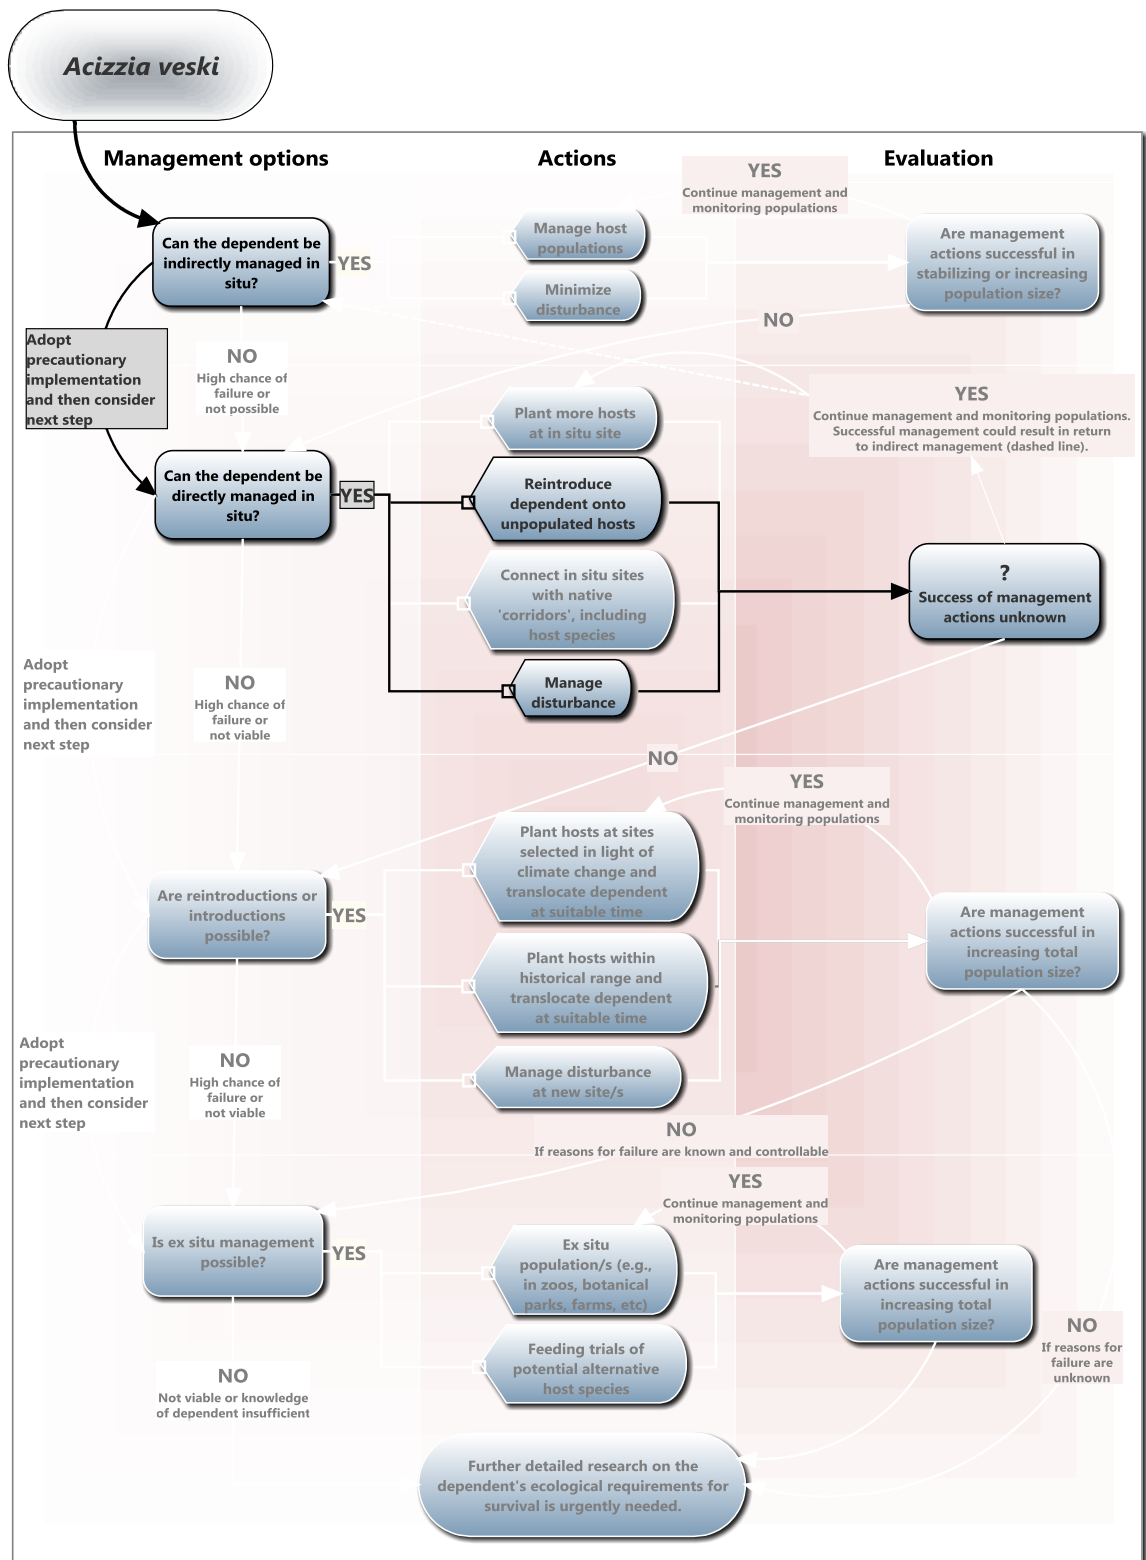 Acizzia veski
Management options
Actions
Evaluation
YES
Continue management and
monitoring populations
Can the dependent be
indirectly managed in
situ?
YES
Manage host
populations
Minimize
disturbance
Are management
actions successful in
stabilizing or increasing
population size?
NO
Adopt
precautionary
implementation
and then consider
next step
NO
High chance of
failure or
not possible
YES
Continue management and monitoring populations.
Successful management could result in return
to indirect management (dashed line).
Can the dependent be
directly managed in
situ?
YES
Plant more hosts
at in situ site
Reintroduce
dependent onto
unpopulated hosts
Connect in situ sites
with native
'corridors', including
host species
Manage
disturbance
?
Success of management
actions unknown
Adopt
precautionary
implementation
and then consider
next step
NO
High chance of
failure or
not viable
NO
YES
Continue management and
monitoring populations
Are reintroductions or
introductions
possible?
YES
Plant hosts at sites
selected in light of
climate change and
translocate dependent
at suitable time
Plant hosts within
historical range and
translocate dependent
at suitable time
Manage disturbance
at new site/s
Are management
actions successful in
increasing total
population size?
Adopt
precautionary
implementation
and then consider
next step
NO
High chance of
failure or
not viable
NO
If reasons for failure are known and controllable
YES
Continue management and
monitoring populations
Is ex situ management
possible?
YES
Ex situ
population/s (e.g.,
in zoos, botanical
parks, farms, etc)
Feeding trials of
potential alternative
host species
Are management
actions successful in
increasing total
population size?
NO
If reasons for
failure are
unknown
NO
Not viable or knowledge
of dependent insufficient
Further detailed research on the
dependent's ecological requirements for
survival is urgently needed.